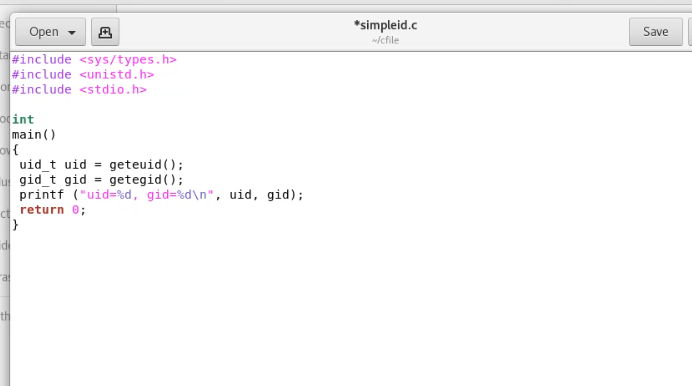 Open
*simpleid.c
~/cfile
Save
#include <sys/types.h>
#include <unistd.h>
#include <stdio.h>
int
main()
{
uid_t uid = geteuid();
gid_t gid = getegid();
printf ("uid=%d, gid=%d\n", uid, gid);
return 0;
}